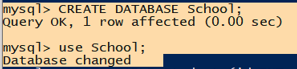 mysql> CREATE DATABASE School;
Query OK, 1 row affected (0.00 sec)
mysql> use School;
Database changed